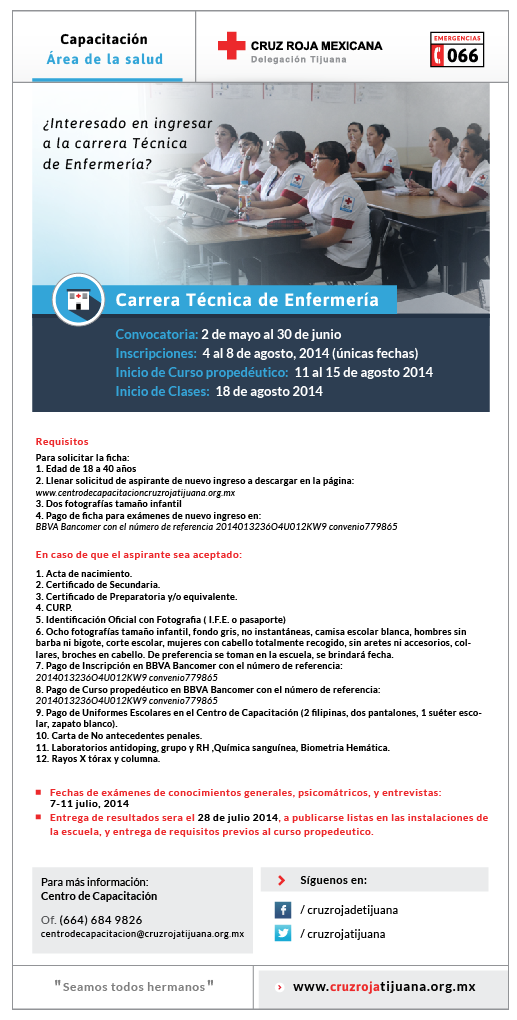 Capacitación
Área de la salud
CRUZ ROJA MEXICANA
Delegación Tijuana
EMERGENCIAS
066
¿Interesado en ingresar
a la carrera Técnica
de Enfermería?
Carrera Técnica de Enfermería
Convocatoria: 2 de mayo al 30 de junio
Inscripciones: 4 al 8 de agosto, 2014 (únicas fechas)
Inicio de Curso propedéutico: 11 al 15 de agosto 2014
Inicio de Clases: 18 de agosto 2014
Requisitos
Para solicitar la ficha:
1. Edad de 18 a 40 años
2. Llenar solicitud de aspirante de nuevo ingreso a descargar en la página:
www.centrodecapacitacioncruzrojatijuana.org.mx
3. Dos fotografías tamaño infantil
4. Pago de ficha para exámenes de nuevo ingreso en:
BBVA Bancomer con el número de referencia 2014013236O4U012KW9 convenio779865
En caso de que el aspirante sea aceptado:
1. Acta de nacimiento.
2. Certificado de Secundaria.
3. Certificado de Preparatoria y/o equivalente.
4. CURP.
5. Identificación Oficial con Fotografia ( I.F.E. o pasaporte)
6. Ocho fotografías tamaño infantil, fondo gris, no instantáneas, camisa escolar blanca, hombres sin
barba ni bigote, corte escolar, mujeres con cabello totalmente recogido, sin aretes ni accesorios, col-
lares, broches en cabello. De preferencia se toman en la escuela, se brindará fecha.
7. Pago de Inscripción en BBVA Bancomer con el número de referencia:
2014013236O4U012KW9 convenio779865
8. Pago de Curso propedéutico en BBVA Bancomer con el número de referencia:
2014013236O4U012KW9 convenio779865
9. Pago de Uniformes Escolares en el Centro de Capacitación (2 filipinas, dos pantalones, 1 suéter esco-
lar, zapato blanco).
10. Carta de No antecedentes penales.
11. Laboratorios antidoping, grupo y RH ,Química sanguínea, Biometria Hemática.
12. Rayos X tórax y columna.
Fechas de exámenes de conocimientos generales, psicomátricos, y entrevistas:
7-11 julio, 2014
Entrega de resultados sera el 28 de julio 2014, a publicarse listas en las instalaciones de
la escuela, y entrega de requisitos previos al curso propedeutico.
Para más información:
Centro de Capacitación
Of. (664) 684 9826
centrodecapacitacion@cruzrojatijuana.org.mx
Síguenos en:
/ cruzrojadetijuana
/ cruzrojatijuana
"Seamos todos hermanos"
www.cruzrojatijuana.org.mx